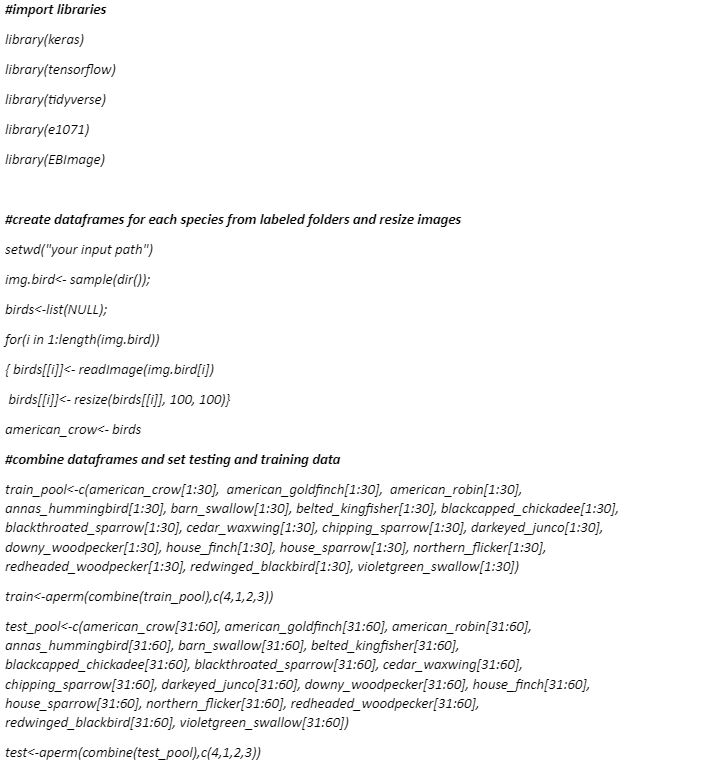 #import libraries
library(keras)
library(tensorflow)
library(tidyverse)
library(e1071)
library(EBImage)
#create dataframes for each species from labeled folders and resize images
setwd("your input path")
img.bird<- sample(dir());
birds<-list(NULL);
for(i in 1:length(img.bird))
{ birds[[i]]<- readImage(img.bird[i])
birds[[i]]<- resize(birds[[i]], 100, 100)}
american_crow<- birds
#combine dataframes and set testing and training data
train_pool<-c(american_crow[1:30],  american_goldfinch[1:30],  american_robin[1:30],
annas_hummingbird[1:30], barn_swallow[1:30], belted_kingfisher[1:30], blackcapped_chickadee[1:30],
blackthroated_sparrow[1:30], cedar_waxwing[1:30], chipping_sparrow[1:30], darkeyed_junco[1:30],
downy_woodpecker[1:30], house_finch[1:30], house_sparrow[1:30], northern_flicker[1:30],
redheaded_woodpecker[1:30], redwinged_blackbird[1:30], violetgreen_swallow[1:30])
train<-aperm(combine(train_pool),c(4,1,2,3))
test_pool<-c(american_crow[31:60], american_goldfinch[31:60], american_robin[31:60],
annas_hummingbird[31:60], barn_swallow[31:60], belted_kingfisher[31:60],
blackcapped_chickadee[31:60], blackthroated_sparrow[31:60], cedar_waxwing[31:60],
chipping_sparrow[31:60], darkeyed_junco[31:60], downy_woodpecker[31:60], house_finch[31:60],
house_sparrow[31:60], northern_flicker[31:60], redheaded_woodpecker[31:60],
redwinged_blackbird[31:60], violetgreen_swallow[31:60])
test<-aperm(combine(test_pool),c(4,1,2,3))